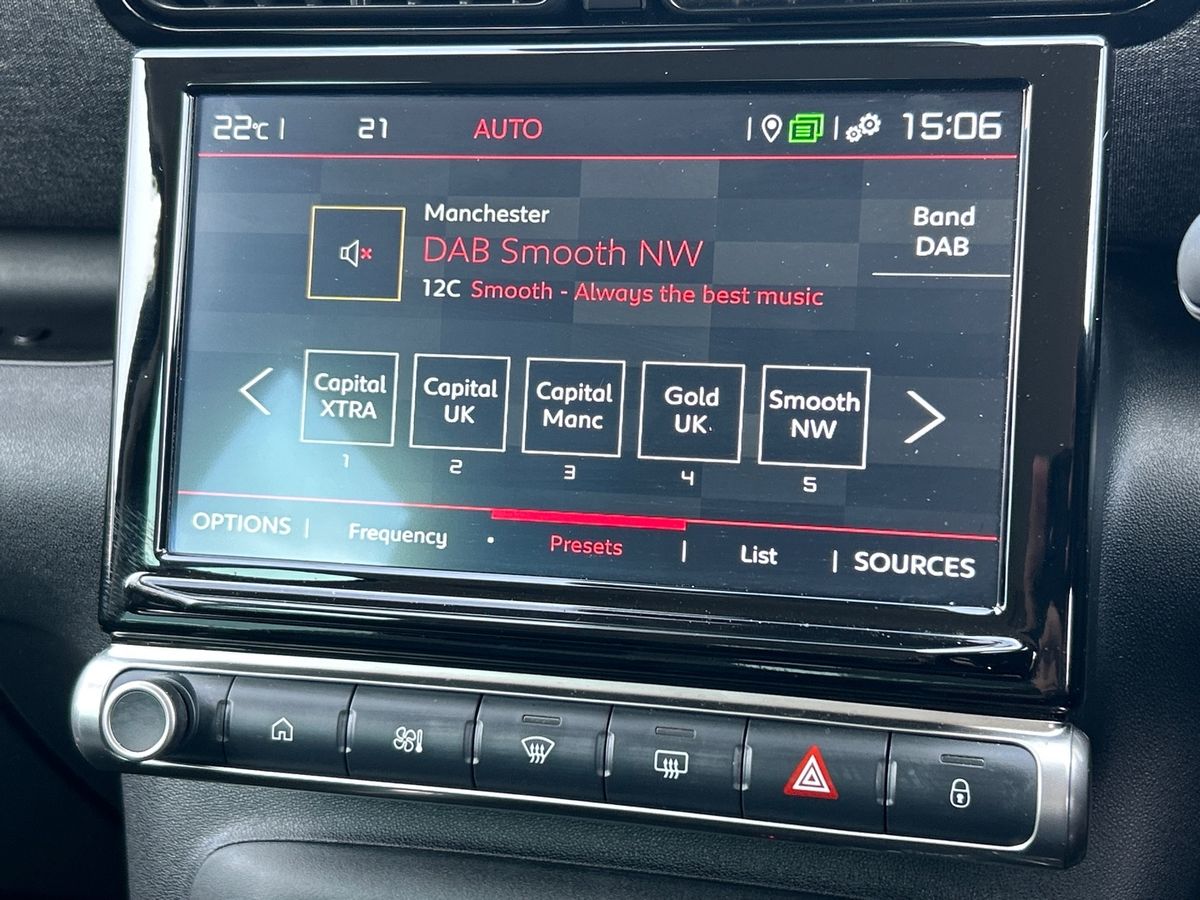 22°C 21 AUTO 15:06
Manchester
DAB Smooth NW
12C Smooth - Always the best music
Band
DAB
Capital
XTRA
1
Capital
UK
2
Capital
Manc
3
Gold
UK
4
Smooth
NW
5
OPTIONS | Frequency Presets | List | SOURCES